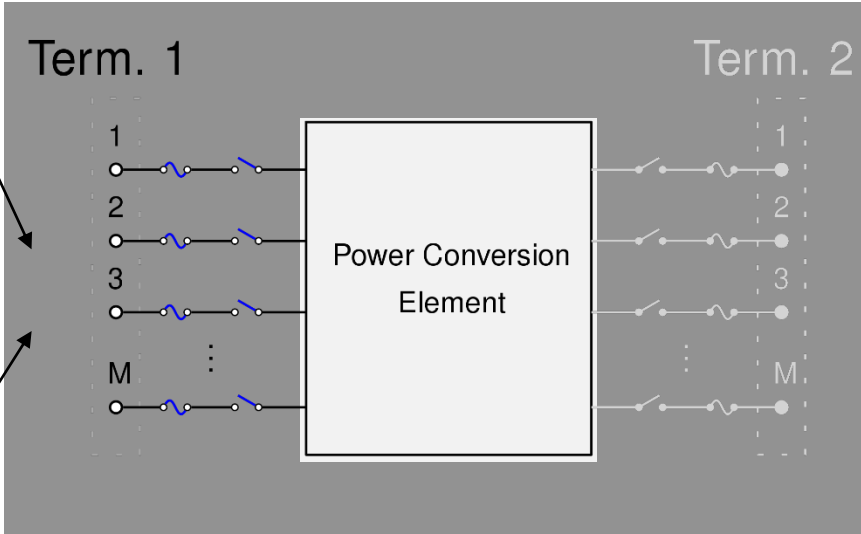 Term. 1
Term. 2
1
1
2
2
Power Conversion
3
3
Element
⋮
⋮
M
M